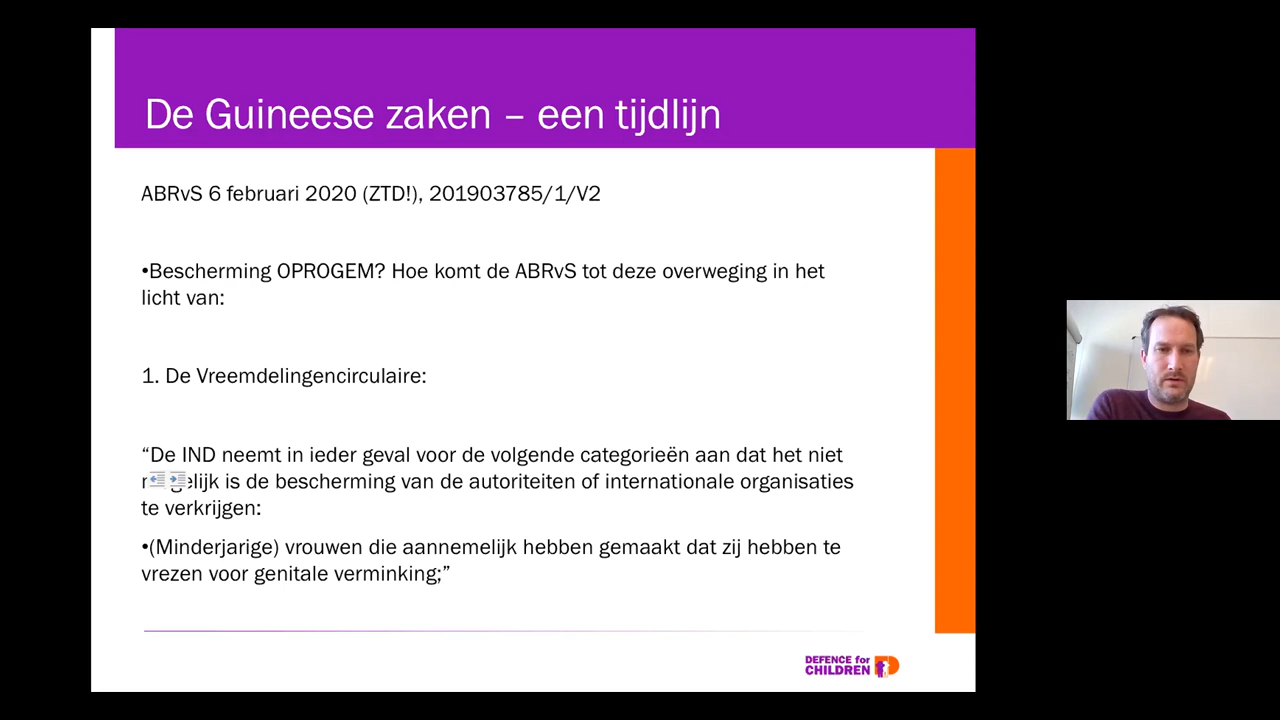 De Guineese zaken – een tijdlijn
ABRvS 6 februari 2020 (ZTD!), 201903785/1/V2
•Bescherming OPROGEM? Hoe komt de ABRvS tot deze overweging in het
licht van:
1. De Vreemdelingencirculaire:
“De IND neemt in ieder geval voor de volgende categorieën aan dat het niet
mogelijk is de bescherming van de autoriteiten of internationale organisaties
te verkrijgen:
•(Minderjarige) vrouwen die aannemelijk hebben gemaakt dat zij hebben te
vrezen voor genitale verminking;”
DEFENCE for
CHILDREN